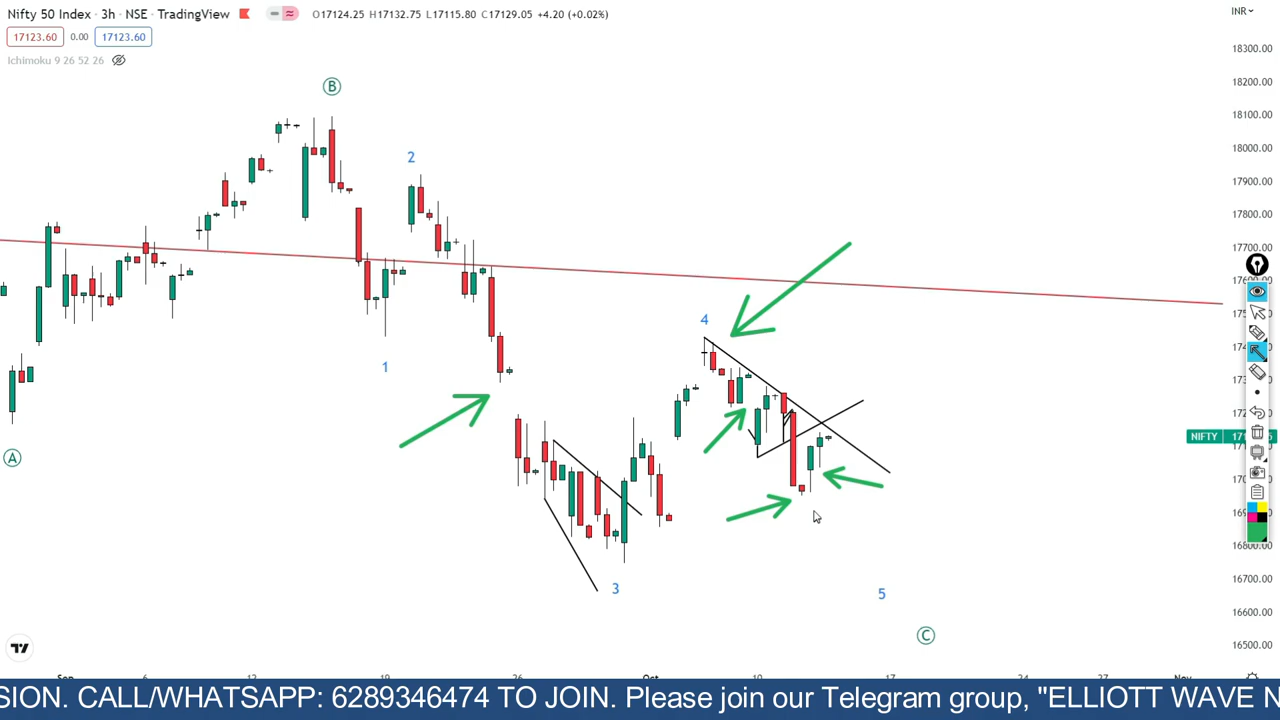 Nifty 50 Index · 3h · NSE · TradingView O17124.25 H17132.75 L17115.80 C17129.05 +4.20 (+0.02%)
INR
17123.60 0.00 17123.60
Ichimoku 9 26 52 26
18300.00
18200.00
18100.00
18000.00
17900.00
17800.00
17700.00
B
2
4
1
3
5
A
C
NIFTY
16700.00
16600.00
16500.00
Oct
10
17
26
SION. CALL/WHATSAPP: 6289346474 TO JOIN. Please join our Telegram group, "ELLIOTT WAVE N